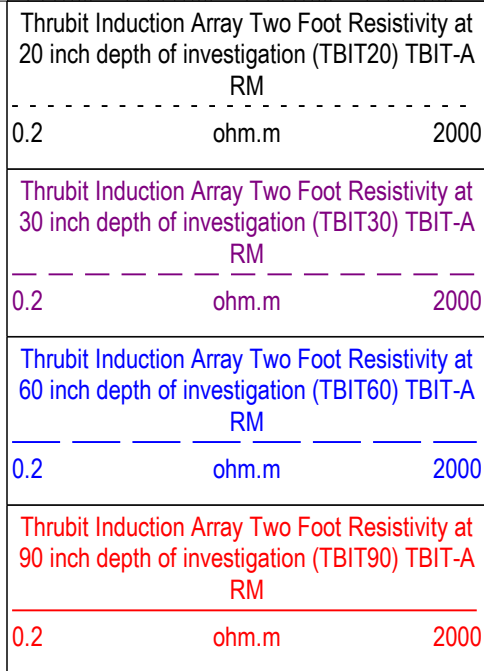 Thrubit Induction Array Two Foot Resistivity at
20 inch depth of investigation (TBIT20) TBIT-A
RM
0.2 ohm.m 2000
Thrubit Induction Array Two Foot Resistivity at
30 inch depth of investigation (TBIT30) TBIT-A
RM
0.2 ohm.m 2000
Thrubit Induction Array Two Foot Resistivity at
60 inch depth of investigation (TBIT60) TBIT-A
RM
0.2 ohm.m 2000
Thrubit Induction Array Two Foot Resistivity at
90 inch depth of investigation (TBIT90) TBIT-A
RM
0.2 ohm.m 2000